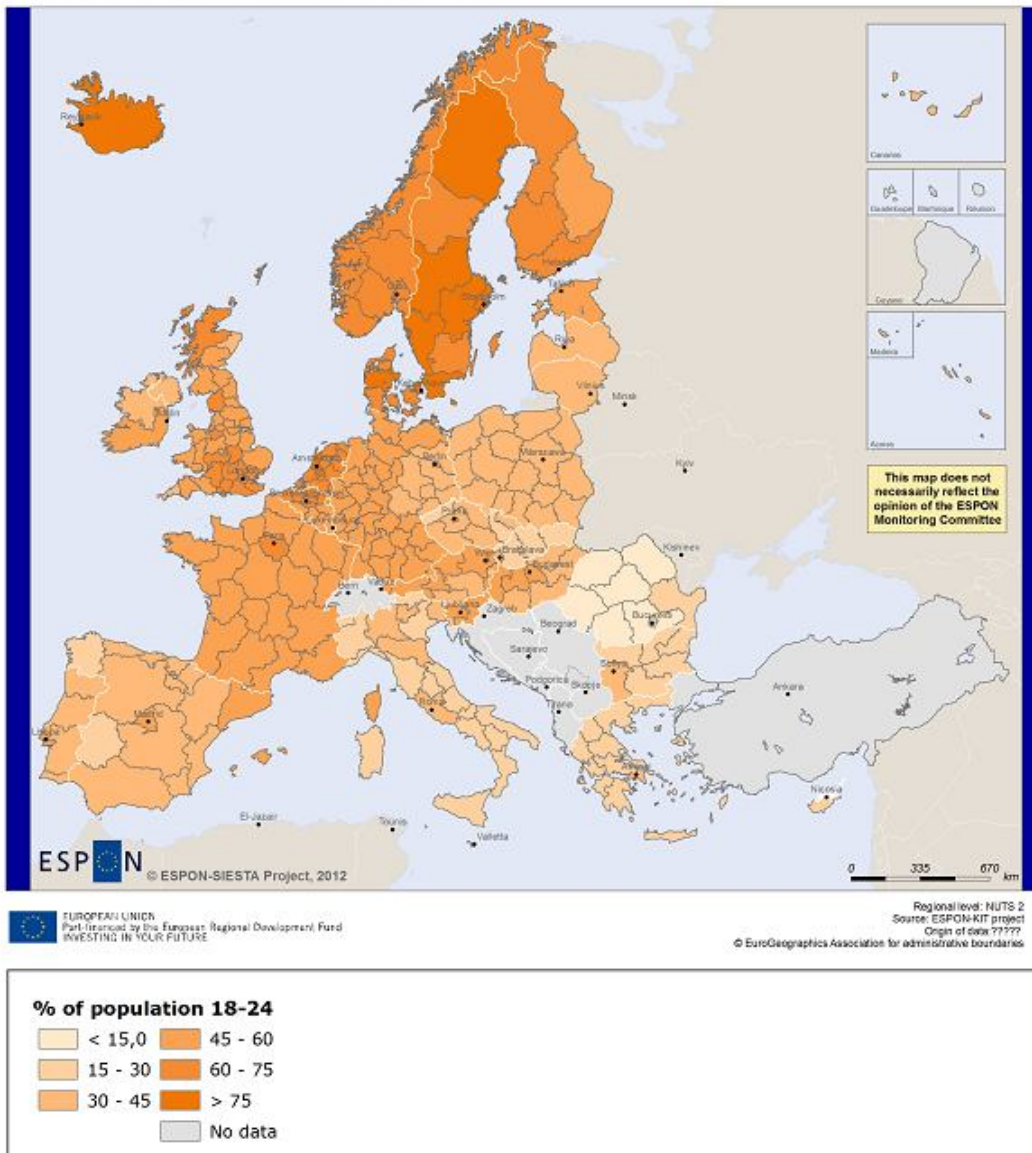 Reykjavik
Canarias
Guadeloupe Martinique Réunion
Guyane
Madeira
Acores
Oslo
Helsinki
Tallinn
Stockholm
Riga
Vilnius
Minsk
Dublin
London
Amsterdam
Berlin
Warszawa
Kyiv
This map does not
necessarily reflect the
opinion of the ESPON
Monitoring Committee
Praha
Paris
Bratislava
Budapest
Kishinev
Bern
Vaduz
Ljubljana
Zagreb
Beograd
Bucuresti
Sarajevo
Sofia
Podgorica
Skopje
Tirane
Roma
Ankara
Madrid
Lisboa
Nicosia
El-Jazair
Tounis
Valletta
ESPON
© ESPON-SIESTA Project, 2012
0 335 670
km
EUROPEAN UNION
Part-financed by the European Regional Development Fund
INVESTING IN YOUR FUTURE
Regional level: NUTS 2
Source: ESPON-KIT project
Origin of data:?????
© EuroGeographics Association for administrative boundaries
% of population 18-24
< 15,0
45 - 60
15 - 30
60 - 75
30 - 45
> 75
No data